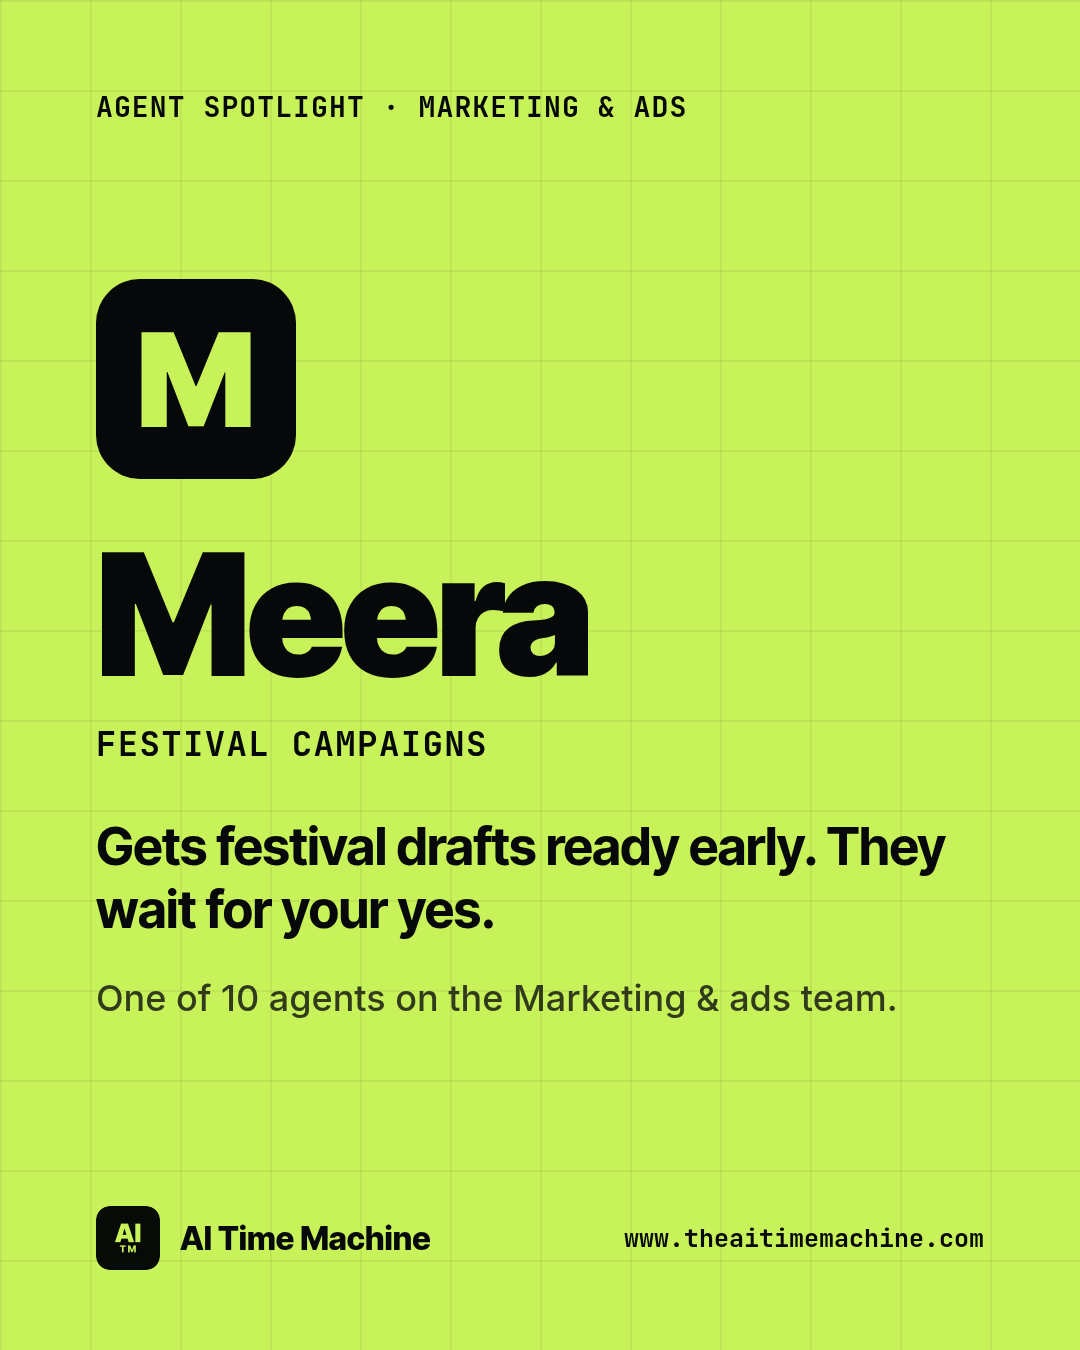 AGENT SPOTLIGHT · MARKETING & ADS
M
Meera
FESTIVAL CAMPAIGNS
Gets festival drafts ready early. They
wait for your yes.
One of 10 agents on the Marketing & ads team.
AI
TM
AI Time Machine
www.theaitimemachine.com